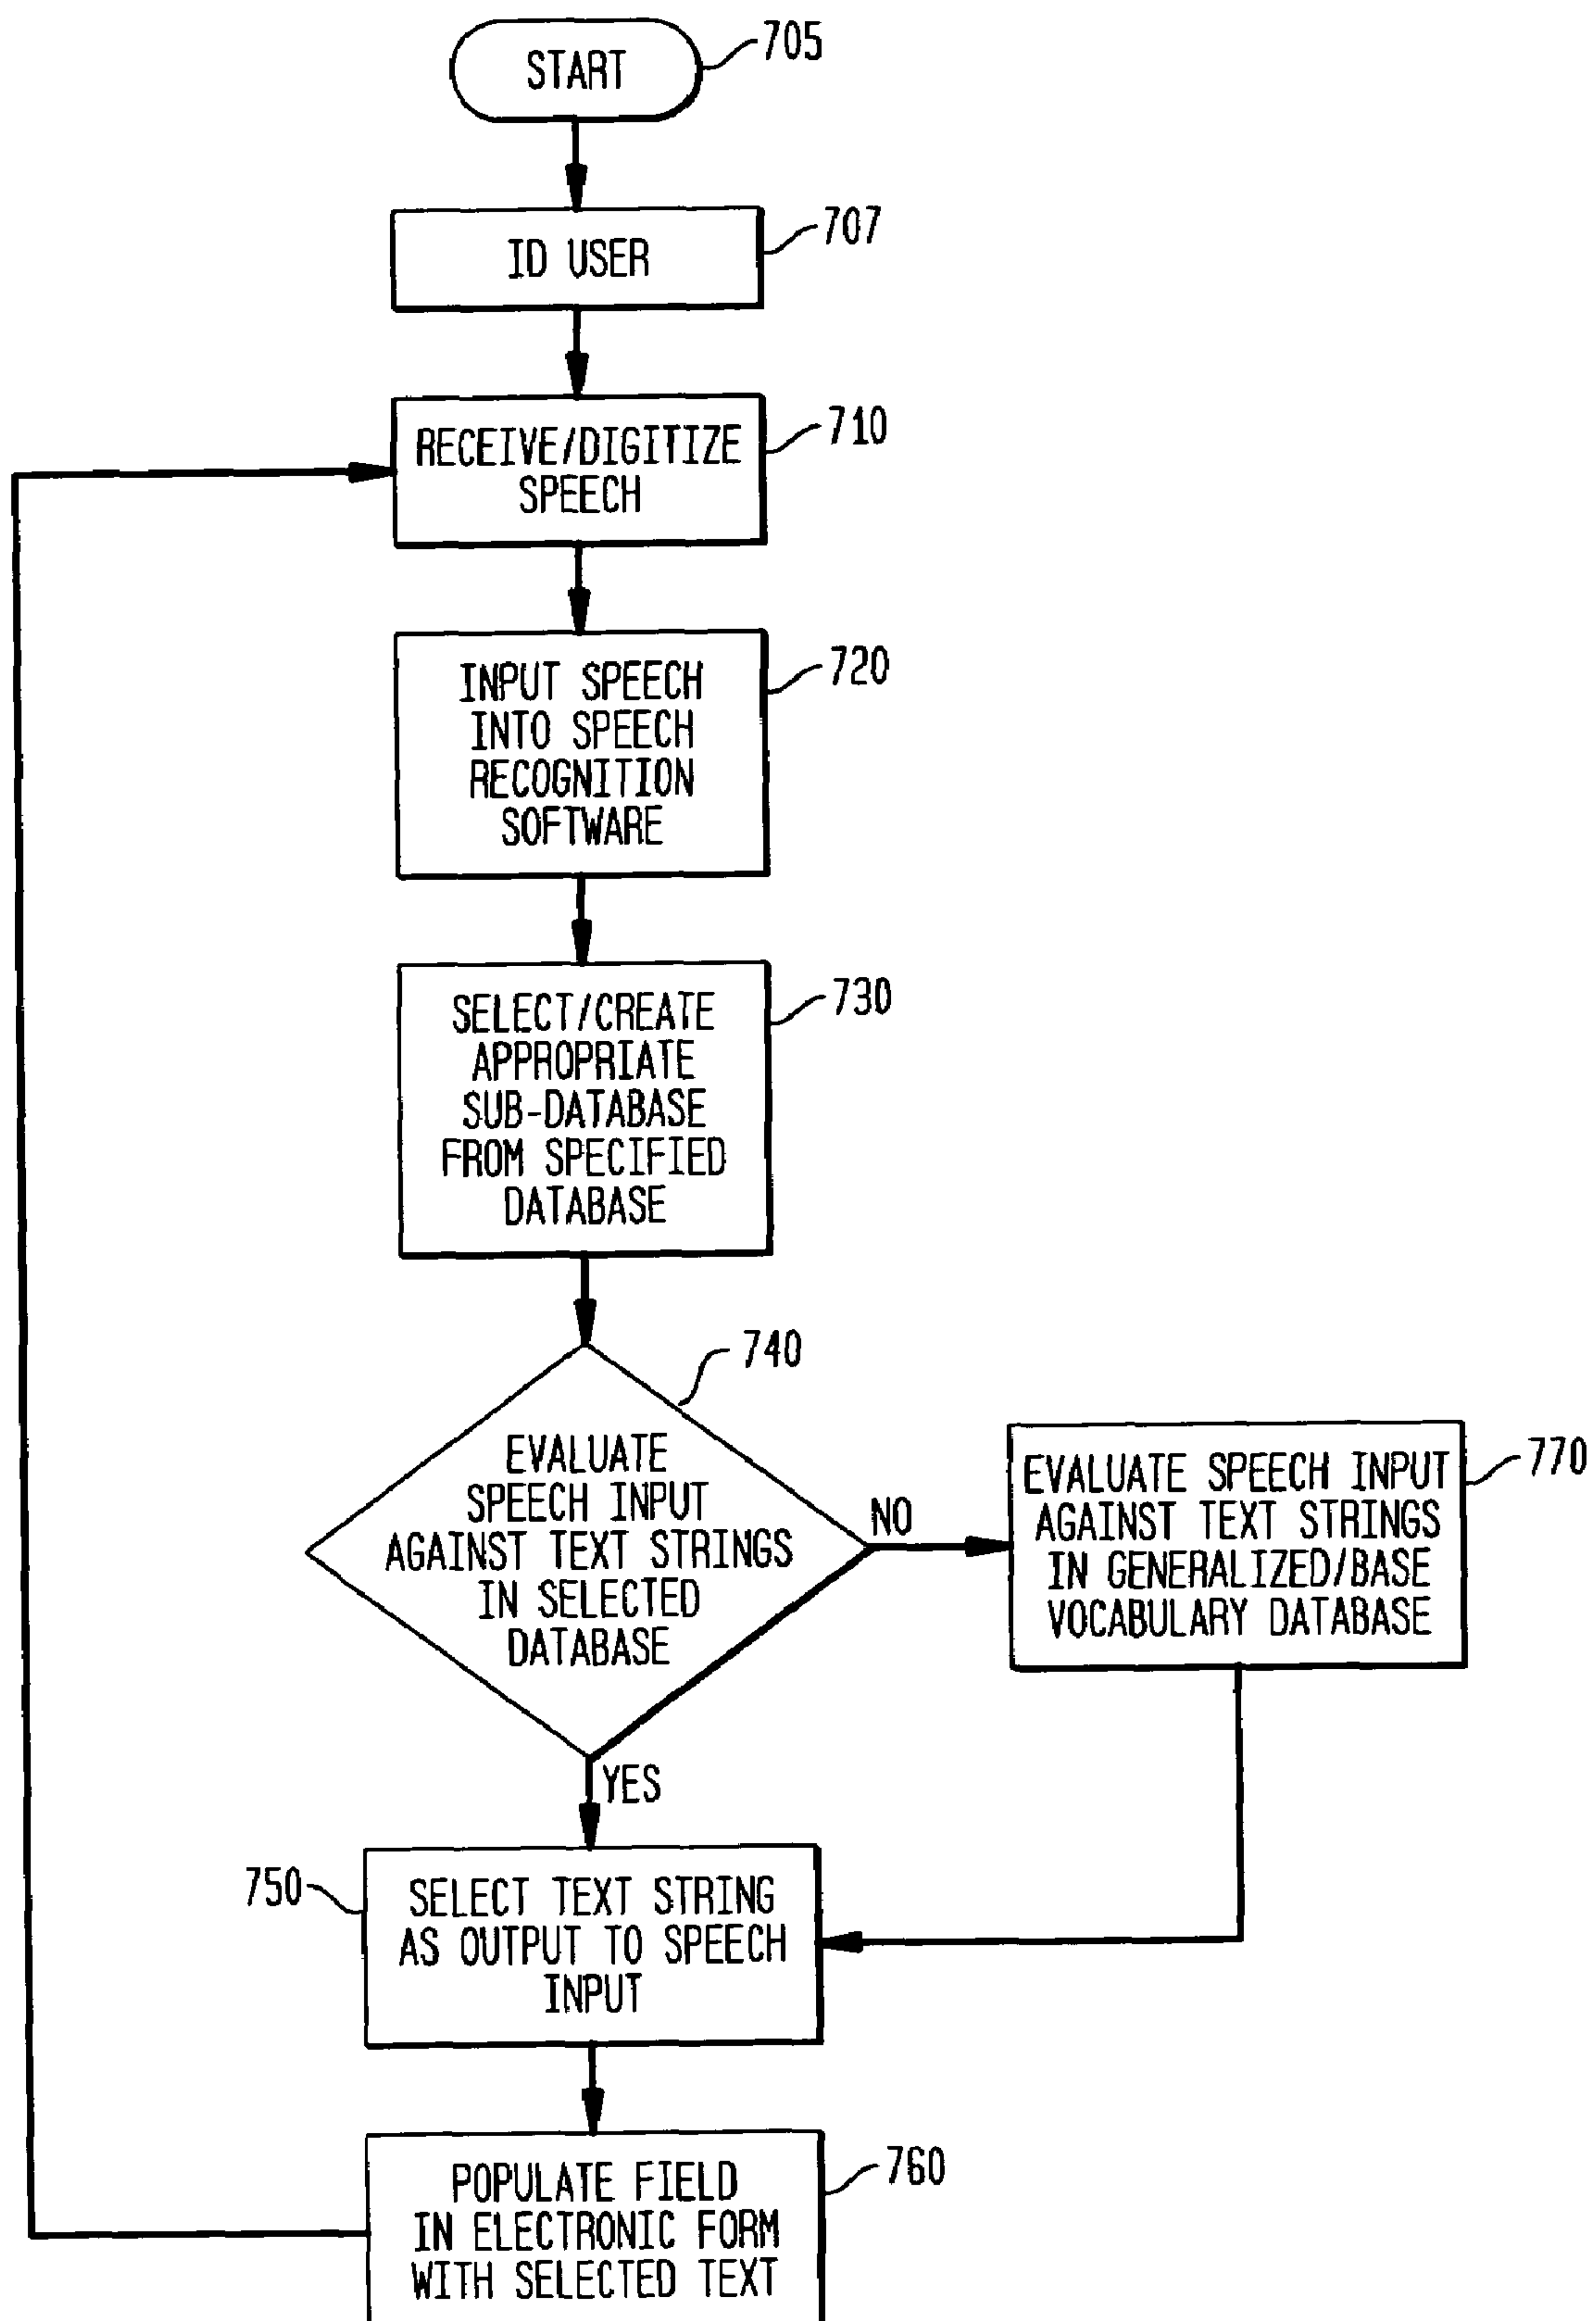 START
705
ID USER
707
RECEIVE/DIGITIZE
SPEECH
710
INPUT SPEECH
INTO SPEECH
RECOGNITION
SOFTWARE
720
SELECT/CREATE
APPROPRIATE
SUB-DATABASE
FROM SPECIFIED
DATABASE
730
740
EVALUATE
SPEECH INPUT
AGAINST TEXT STRINGS
IN SELECTED
DATABASE
NO
EVALUATE SPEECH INPUT
AGAINST TEXT STRINGS
IN GENERALIZED/BASE
VOCABULARY DATABASE
770
YES
750
SELECT TEXT STRING
AS OUTPUT TO SPEECH
INPUT
POPULATE FIELD
IN ELECTRONIC FORM
WITH SELECTED TEXT
760